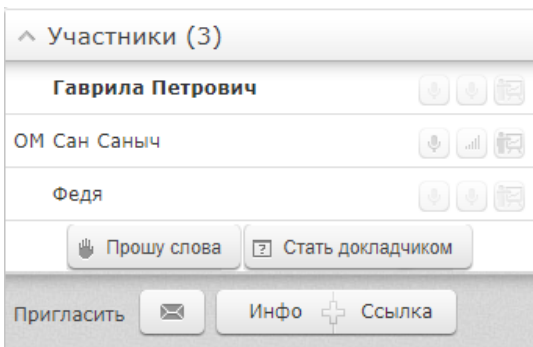 Участники (3)
Гаврила Петрович
ОМ Сан Саныч
Федя
Прошу слова ? Стать докладчиком
Пригласить Инфо Ссылка